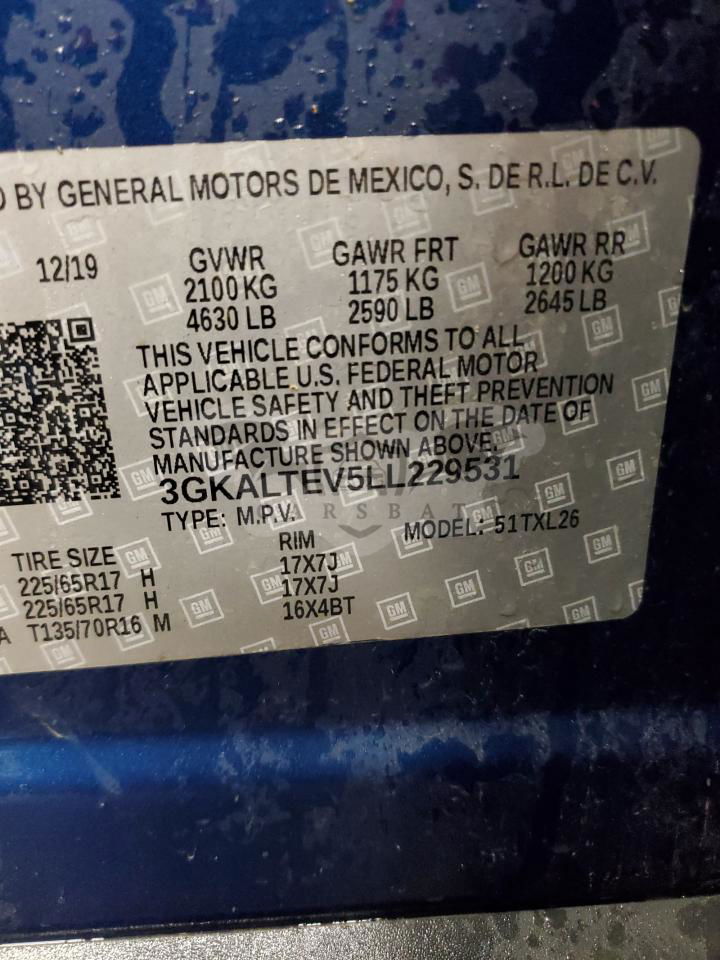 D BY GENERAL MOTORS DE MEXICO, S. DE R.L. DE C.V.
12/19 GVWR GAWR FRT GAWR RR
2100 KG 1175 KG 1200 KG
4630 LB 2590 LB 2645 LB
THIS VEHICLE CONFORMS TO ALL
APPLICABLE U.S. FEDERAL MOTOR
VEHICLE SAFETY AND THEFT PREVENTION
STANDARDS IN EFFECT ON THE DATE OF
MANUFACTURE SHOWN ABOVE.
3GKALTEV5LL229531
TYPE: M.P.V. MODEL: 51TXL26
TIRE SIZE RIM
225/65R17 H 17X7J
225/65R17 H 17X7J
A T135/70R16 M 16X4BT